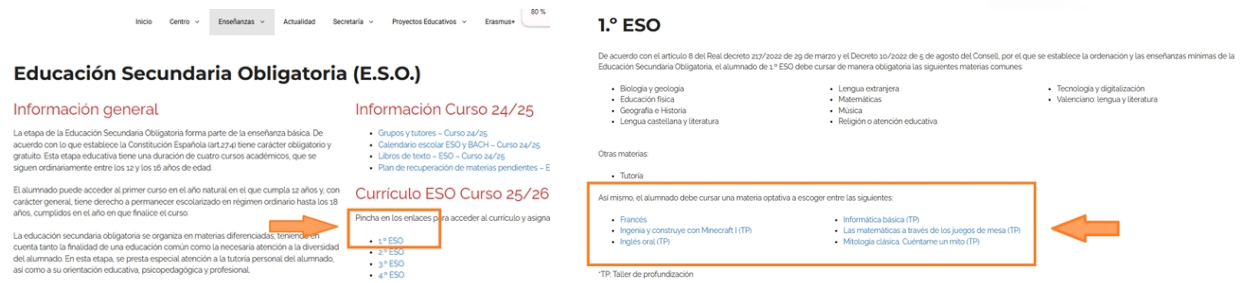 Inicio Centro Enseñanzas Actualidad Secretaría Proyectos Educativos Erasmus+
80 %
Educación Secundaria Obligatoria (E.S.O.)
Información general
La etapa de la Educación Secundaria Obligatoria forma parte de la enseñanza básica. De
acuerdo con lo que establece la Constitución Española (art.27.4) tiene carácter obligatorio y
gratuito. Esta etapa educativa tiene una duración de cuatro cursos académicos, que se
siguen ordinariamente entre los 12 y los 16 años de edad.
El alumnado puede acceder al primer curso en el año natural en el que cumpla 12 años y, con
carácter general, tiene derecho a permanecer escolarizado en régimen ordinario hasta los 18
años, cumplidos en el año en que finalice el curso.
La educación secundaria obligatoria se organiza en materias diferenciadas, teniendo en
cuenta tanto la finalidad de una educación común como la necesaria atención a la diversidad
del alumnado. En esta etapa, se presta especial atención a la tutoría personal del alumnado,
así como a su orientación educativa, psicopedagógica y profesional.
Información Curso 24/25
• Grupos y tutores – Curso 24/25
• Calendario escolar ESO y BACH – Curso 24/25
• Libros de texto – ESO – Curso 24/25
• Plan de recuperación de materias pendientes – E
Currículo ESO Curso 25/26
Pincha en los enlaces para acceder al currículo y asigna
• 1.º ESO
• 2.º ESO
• 3.º ESO
• 4.º ESO
1.º ESO
De acuerdo con el artículo 8 del Real decreto 217/2022 de 29 de marzo y el Decreto 10/2022 de 5 de agosto del Consell, por el que se establece la ordenación y las enseñanzas mínimas de la
Educación Secundaria Obligatoria, el alumnado de 1.º ESO debe cursar de manera obligatoria las siguientes materias comunes:
• Biología y geología
• Educación física
• Geografía e Historia
• Lengua castellana y literatura
• Lengua extranjera
• Matemáticas
• Música
• Religión o atención educativa
• Tecnología y digitalización
• Valenciano: lengua y literatura
Otras materias:
• Tutoría
Así mismo, el alumnado debe cursar una materia optativa a escoger entre las siguientes:
• Francés
• Ingenia y construye con Minecraft I (TP)
• Inglés oral (TP)
• Informática básica (TP)
• Las matemáticas a través de los juegos de mesa (TP)
• Mitología clásica. Cuéntame un mito (TP)
*TP: Taller de profundización